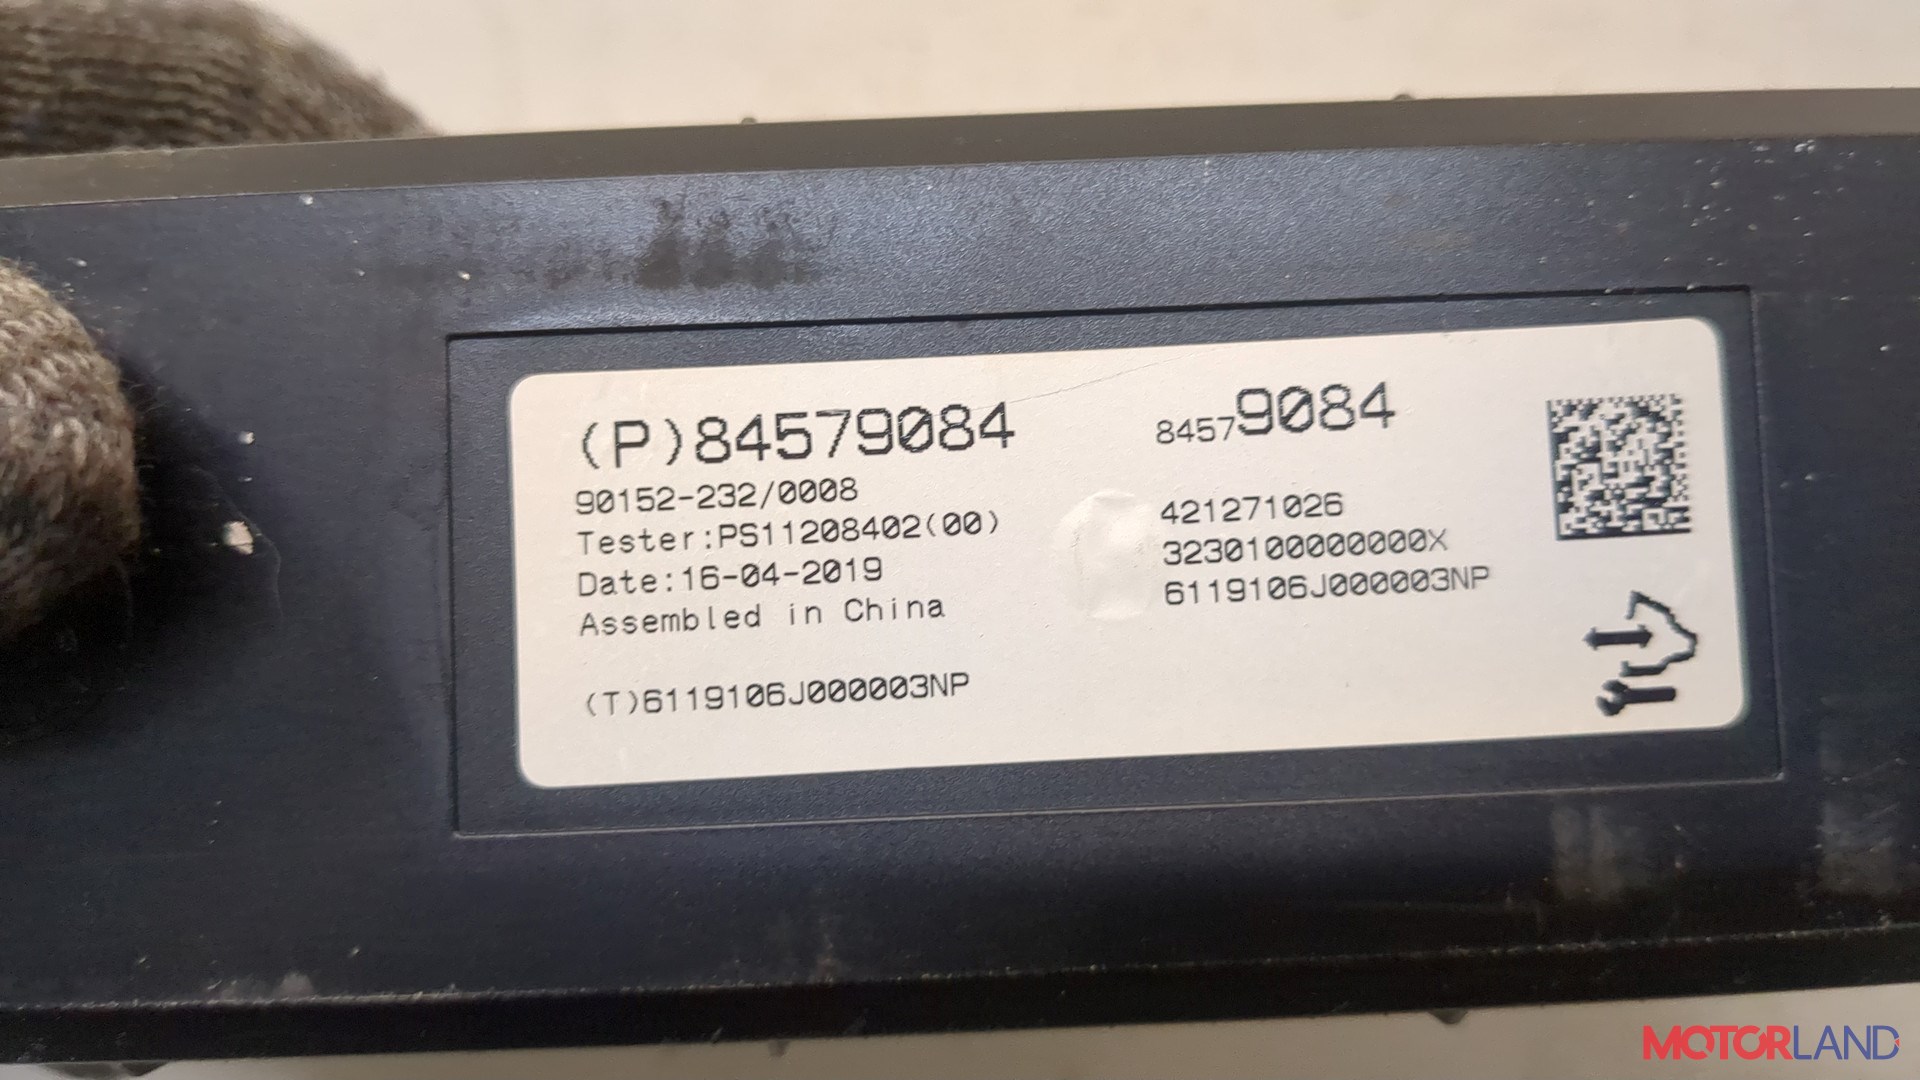 (P)84579084
90152-232/0008
Tester:PS11208402(00)
Date:16-04-2019
Assembled in China
(T)6119106J000003NP
84579084
421271026
3230100000000X
6119106J000003NP
MOTORLAND